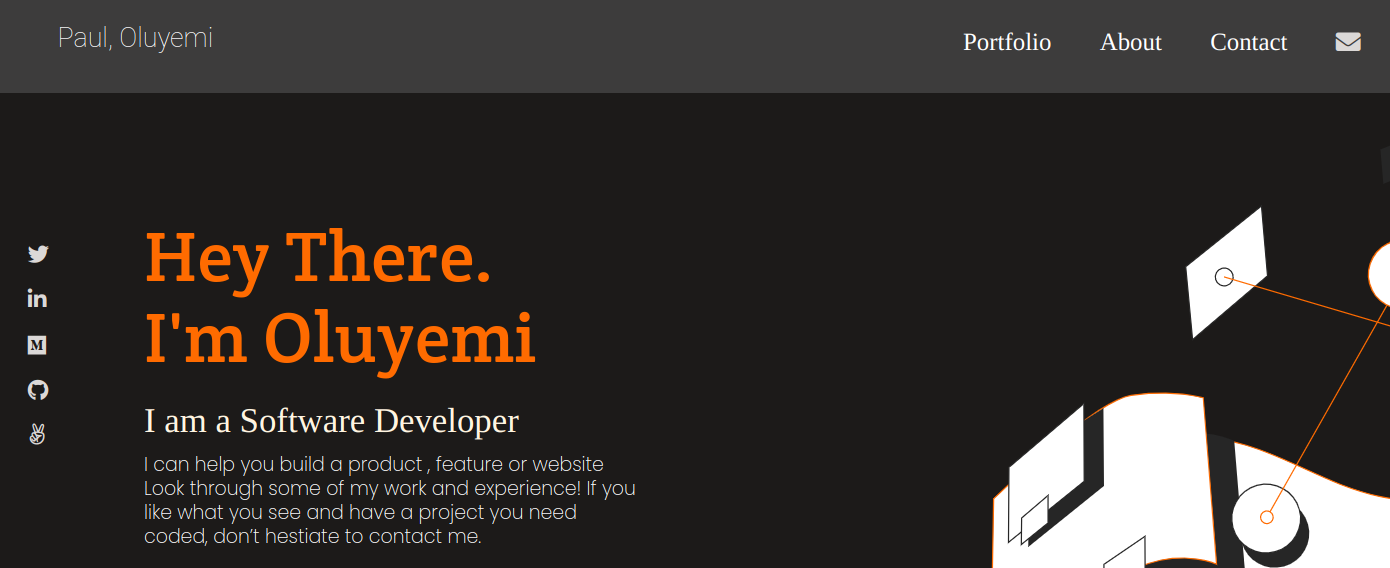 Paul, Oluyemi
Portfolio About Contact
Hey There.
I'm Oluyemi
I am a Software Developer
I can help you build a product , feature or website
Look through some of my work and experience! If you
like what you see and have a project you need
coded, don’t hestiate to contact me.